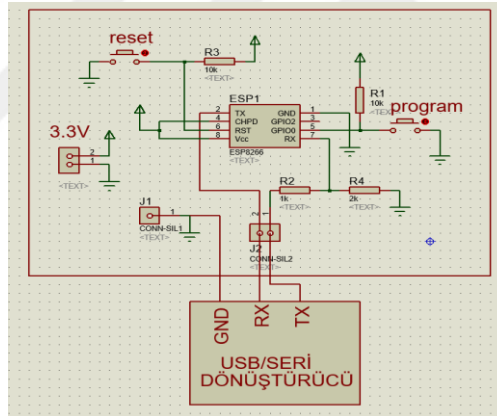 reset
R3
10k
<TEXT>
ESP1
2 TX GND 1
4 CHPD GPIO2 3
6 RST GPIO0 5
8 Vcc RX 7
ESP8266
<TEXT>
R1
10k
<TEXT>
program
3.3V
2
1
<TEXT>
J1
1
CONN-SIL1
<TEXT>
R2
1k
<TEXT>
R4
2k
<TEXT>
2 1
J2
CONN-SIL2
<TEXT>
GND RX TX
USB/SERİ
DÖNÜŞTÜRÜCÜ